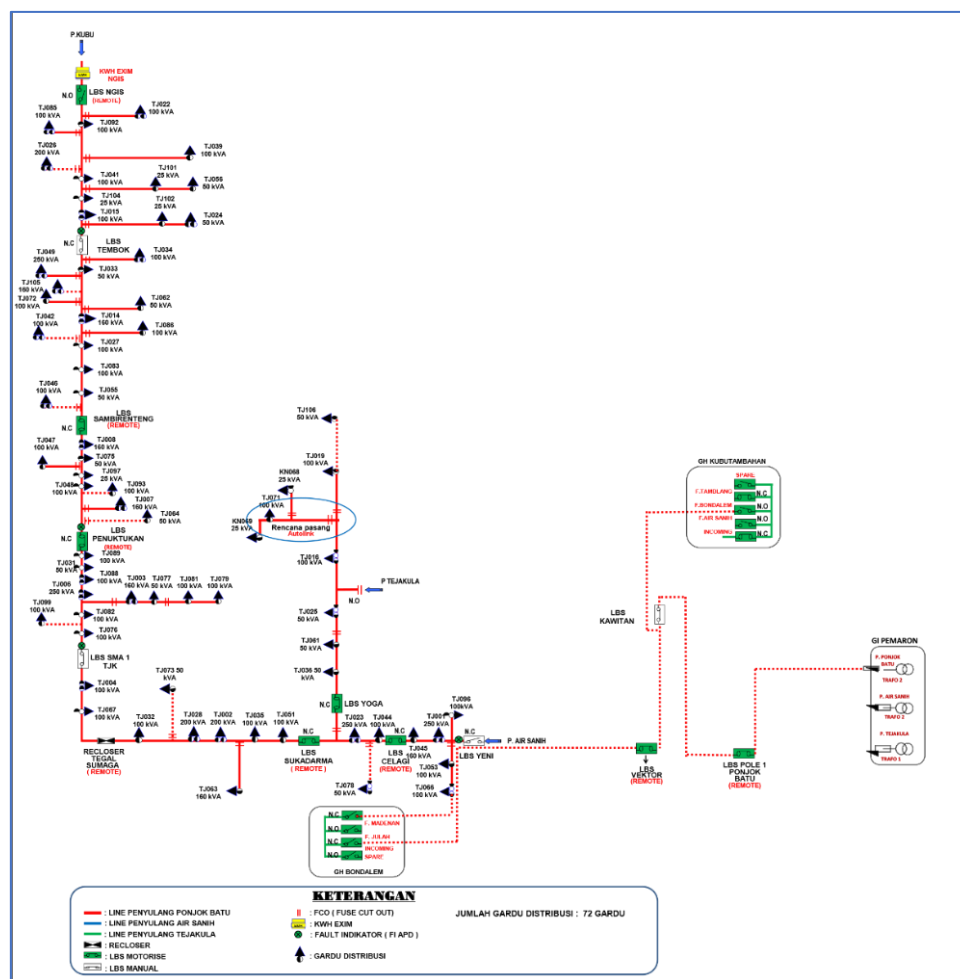 P.KUBU
KWH EXIM
NGIS
N.O
LBS NGIS
(REMOTE)
TJ085
100 kVA
TJ022
100 kVA
TJ092
100 kVA
TJ026
200 kVA
TJ039
100 kVA
TJ041
100 kVA
TJ101
25 kVA
TJ056
50 kVA
TJ104
25 kVA
TJ102
25 kVA
TJ015
100 kVA
TJ024
50 kVA
N.C
LBS
TEMBOK
TJ049
250 kVA
TJ034
100 kVA
TJ033
50 kVA
TJ105
160 kVA
TJ072
100 kVA
TJ062
50 kVA
TJ042
100 kVA
TJ014
160 kVA
TJ086
100 kVA
TJ027
100 kVA
TJ083
100 kVA
TJ046
100 kVA
TJ055
50 kVA
LBS
SAMBIRENTENG
(REMOTE)
N.C
TJ047
100 kVA
TJ008
160 kVA
TJ075
50 kVA
TJ097
25 kVA
TJ048
100 kVA
TJ093
100 kVA
TJ007
160 kVA
TJ064
50 kVA
N.C
LBS
PENUKTUKAN
(REMOTE)
TJ089
100 kVA
TJ031
50 kVA
TJ088
100 kVA
TJ006
250 kVA
TJ003
160 kVA
TJ077
50 kVA
TJ081
100 kVA
TJ079
100 kVA
TJ099
100 kVA
TJ082
100 kVA
TJ076
100 kVA
N.C
LBS SMA 1
TJK
TJ004
100 kVA
TJ067
100 kVA
RECLOSER
TEGAL
SUMAGA
( REMOTE)
TJ032
100 kVA
TJ073 50
kVA
TJ028
200 kVA
TJ002
200 kVA
TJ035
100 kVA
TJ051
100 kVA
TJ063
160 kVA
N.C
LBS
SUKADARMA
( REMOTE)
TJ106
50 kVA
TJ019
100 kVA
KN068
25 kVA
TJ071
100 kVA
Rencana pasang
Autolink
KN069
25 kVA
TJ016
100 kVA
P TEJAKULA
N.O
TJ025
50 kVA
TJ061
50 kVA
TJ036 50
kVA
N.C
LBS YOGA
TJ023
250 kVA
TJ044
100 kVA
TJ001
250 kVA
TJ078
50 kVA
N.C
LBS
CELAGI
(REMOTE)
TJ045
160 kVA
TJ096
100kVA
N.C
LBS YENI
P. AIR SANIH
TJ053
100 kVA
TJ066
100 kVA
N.C
F. MADENAN
N.O
F. JULAH
N.C
INCOMING
N.O
SPARE
GH BONDALEM
GH KUBUTAMBAHAN
SPARE
F.TAMBLANG
N.C
F.BONDALEM
N.O
F.AIR SANIH
N.O
INCOMING
N.C
LBS
KAWITAN
LBS
VEKTOR
(REMOTE)
LBS POLE 1
PONJOK
BATU
(REMOTE)
GI PEMARON
P. PONJOK
BATU
TRAFO 2
P. AIR SANIH
TRAFO 2
P. TEJAKULA
TRAFO 1
KETERANGAN
: LINE PENYULANG PONJOK BATU
: LINE PENYULANG AIR SANIH
: LINE PENYULANG TEJAKULA
: RECLOSER
: LBS MOTORISE
: LBS MANUAL
: FCO ( FUSE CUT OUT)
: KWH EXIM
: FAULT INDIKATOR ( FI APD )
: GARDU DISTRIBUSI
JUMLAH GARDU DISTRIBUSI : 72 GARDU